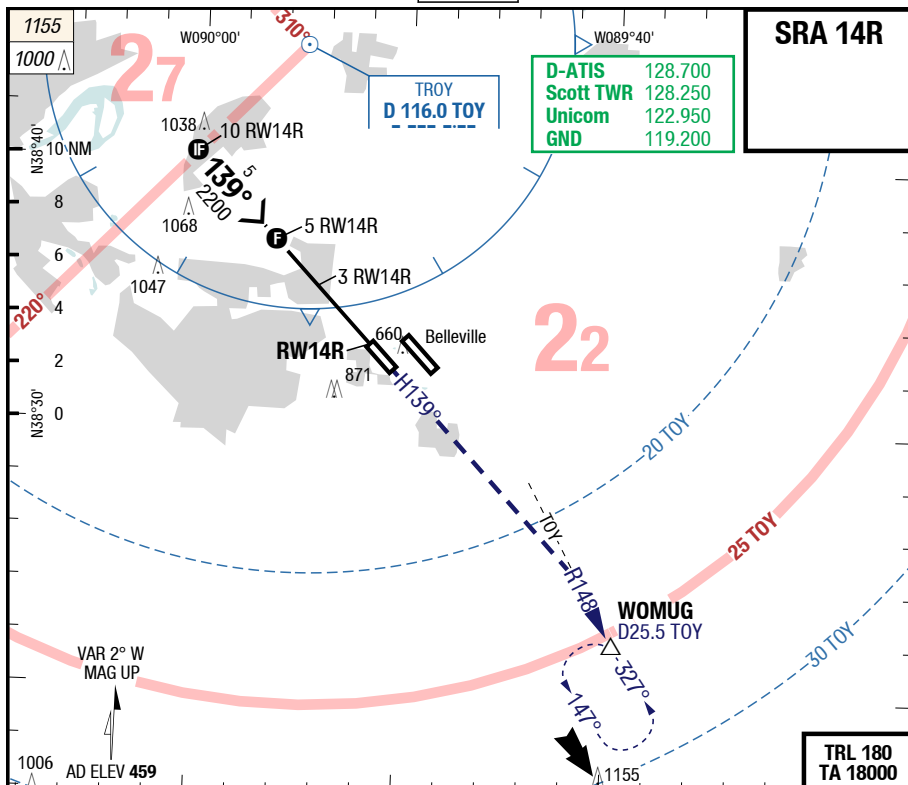 1155
1000
27
W090°00'
310°
W089°40'
SRA 14R
TROY
D 116.0 TOY
D-ATIS 128.700
Scott TWR 128.250
Unicom 122.950
GND 119.200
1038
10 RW14R
IF
N38°40'
10 NM
5
139°
2200
8
1068
F
5 RW14R
6
1047
3 RW14R
220°
4
660
Belleville
22
RW14R
2
871
H139°
N38°30'
0
20 TOY
TOY
25 TOY
R148
WOMUG
D25.5 TOY
30 TOY
VAR 2° W
MAG UP
327°
147°
1006
AD ELEV 459
1155
TRL 180
TA 18000